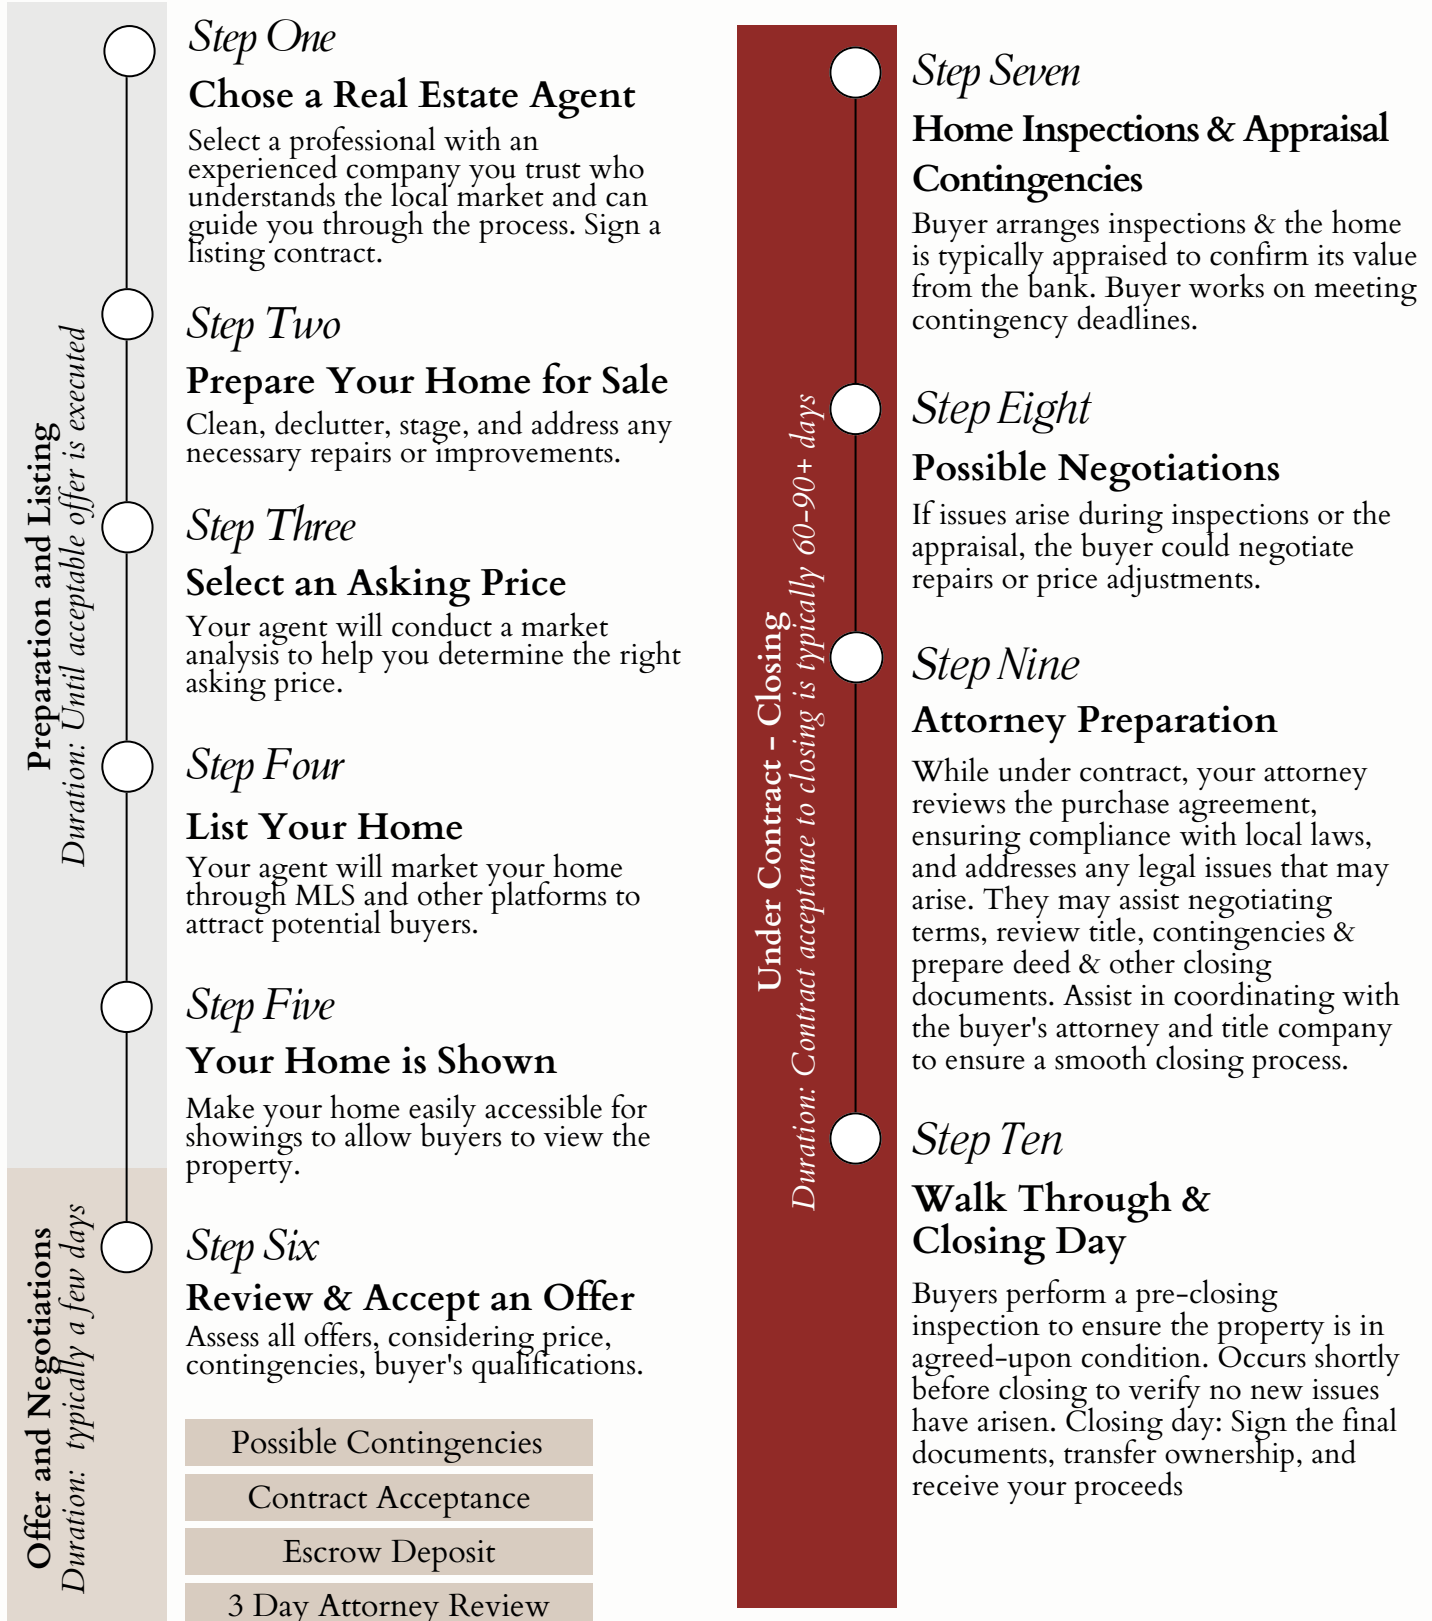 Preparation and Listing
Duration: Until acceptable offer is executed
Step One
Chose a Real Estate Agent
Select a professional with an
experienced company you trust who
understands the local market and can
guide you through the process. Sign a
listing contract.
Step Two
Prepare Your Home for Sale
Clean, declutter, stage, and address any
necessary repairs or improvements.
Step Three
Select an Asking Price
Your agent will conduct a market
analysis to help you determine the right
asking price.
Step Four
List Your Home
Your agent will market your home
through MLS and other platforms to
attract potential buyers.
Step Five
Your Home is Shown
Make your home easily accessible for
showings to allow buyers to view the
property.
Offer and Negotiations
Duration: typically a few days
Step Six
Review & Accept an Offer
Assess all offers, considering price,
contingencies, buyer's qualifications.
Possible Contingencies
Contract Acceptance
Escrow Deposit
3 Day Attorney Review
Under Contract - Closing
Duration: Contract acceptance to closing is typically 60-90+ days
Step Seven
Home Inspections & Appraisal
Contingencies
Buyer arranges inspections & the home
is typically appraised to confirm its value
from the bank. Buyer works on meeting
contingency deadlines.
Step Eight
Possible Negotiations
If issues arise during inspections or the
appraisal, the buyer could negotiate
repairs or price adjustments.
Step Nine
Attorney Preparation
While under contract, your attorney
reviews the purchase agreement,
ensuring compliance with local laws,
and addresses any legal issues that may
arise. They may assist negotiating
terms, review title, contingencies &
prepare deed & other closing
documents. Assist in coordinating with
the buyer's attorney and title company
to ensure a smooth closing process.
Step Ten
Walk Through &
Closing Day
Buyers perform a pre-closing
inspection to ensure the property is in
agreed-upon condition. Occurs shortly
before closing to verify no new issues
have arisen. Closing day: Sign the final
documents, transfer ownership, and
receive your proceeds